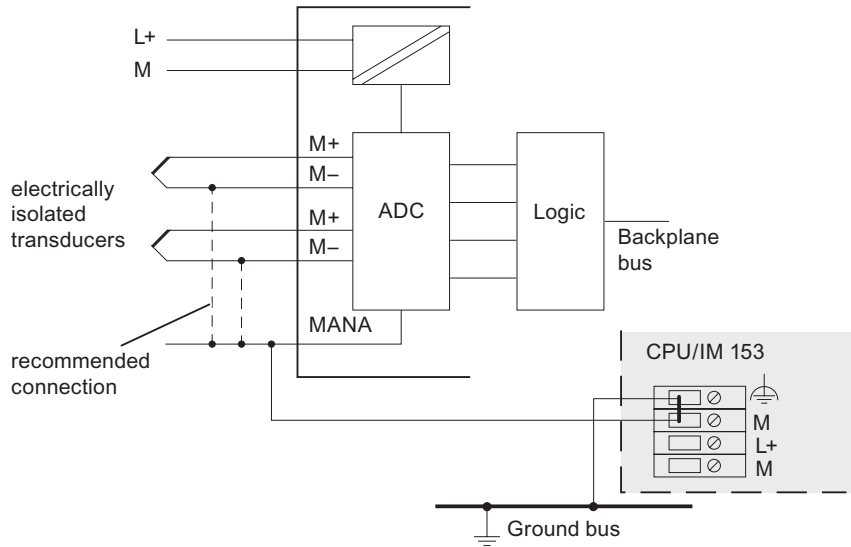 L+
M
M+
M–
M+
M–
electrically
isolated
transducers
ADC
Logic
Backplane
bus
MANA
recommended
connection
CPU/IM 153
M
L+
M
Ground bus